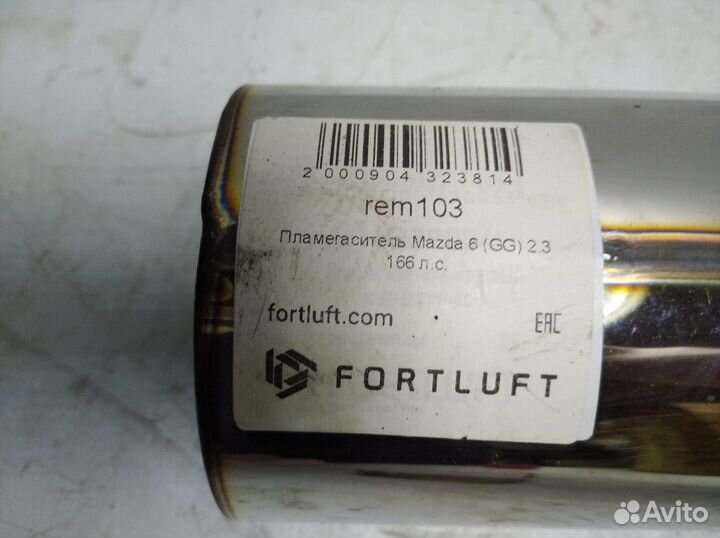 2 000904 323814
rem103
Пламегаситель Mazda 6 (GG) 2.3
166 л.с.
fortluft.com EAC
FORTLUFT
Avito